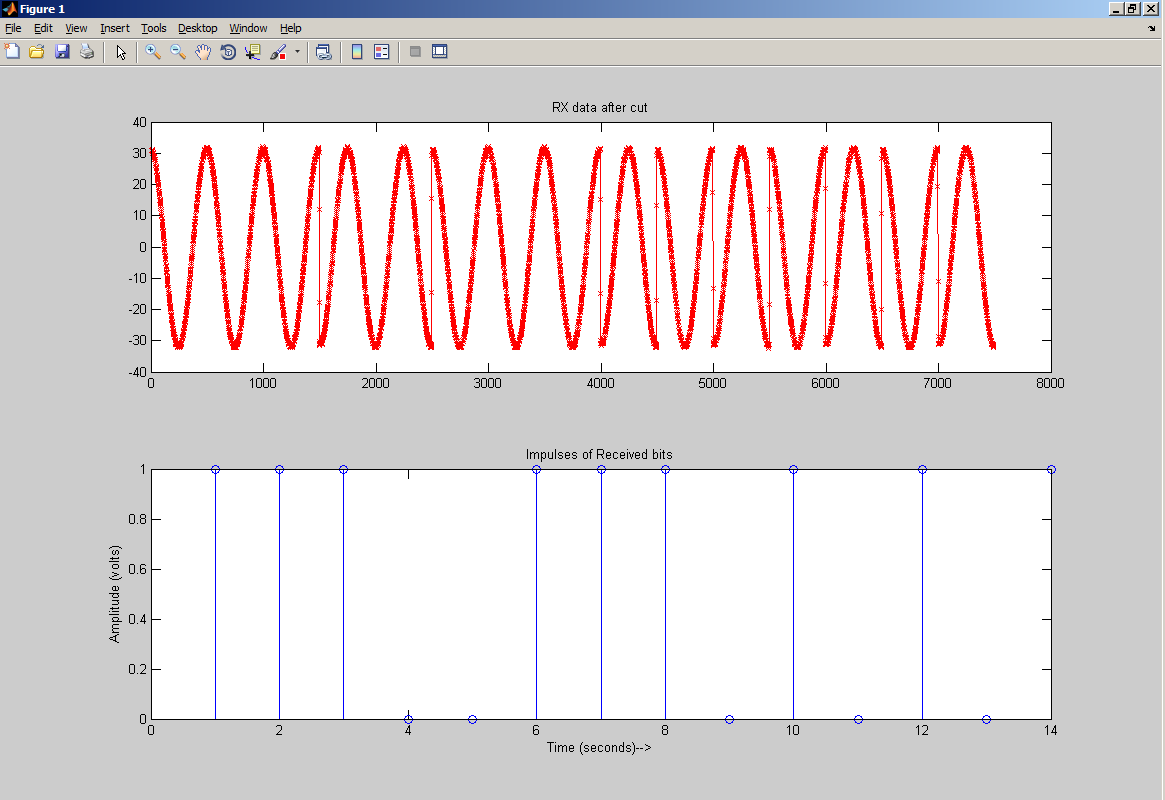 Figure 1
File Edit View Insert Tools Desktop Window Help
RX data after cut
40
30
20
10
0
-10
-20
-30
-40
0 1000 2000 3000 4000 5000 6000 7000 8000
Impulses of Received bits
Amplitude (volts)
1
0.8
0.6
0.4
0.2
0
0 2 4 6 8 10 12 14
Time (seconds)-->